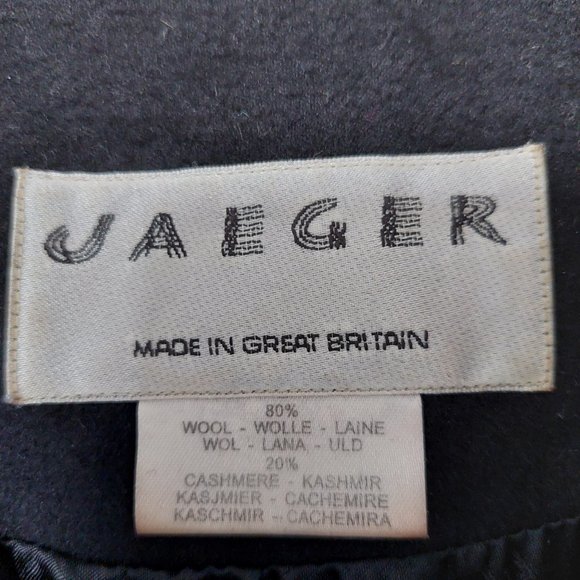 JAEGER
MADE IN GREAT BRITAIN
80%
WOOL - WOLLE - LAINE
WOL - LANA - ULD
20%
CASHMERE - KASHMIR
KASJMIER - CACHEMIRE
KASCHMIR - CACHEMIRA